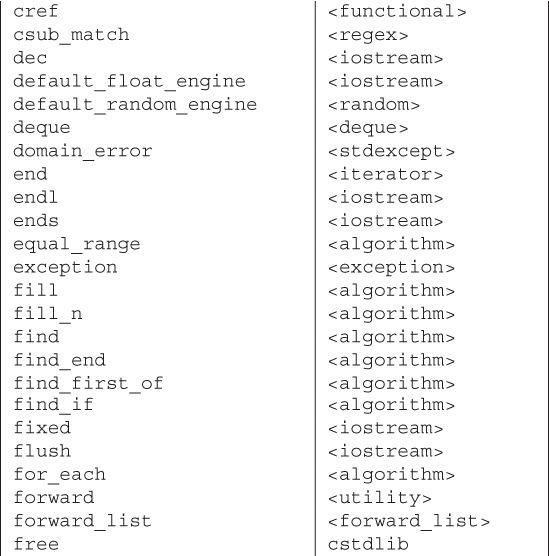 cref <functional>
csub_match <regex>
dec <iostream>
default_float_engine <iostream>
default_random_engine <random>
deque <deque>
domain_error <stdexcept>
end <iterator>
endl <iostream>
ends <iostream>
equal_range <algorithm>
exception <exception>
fill <algorithm>
fill_n <algorithm>
find <algorithm>
find_end <algorithm>
find_first_of <algorithm>
find_if <algorithm>
fixed <iostream>
flush <iostream>
for_each <algorithm>
forward <utility>
forward_list <forward_list>
free cstdlib